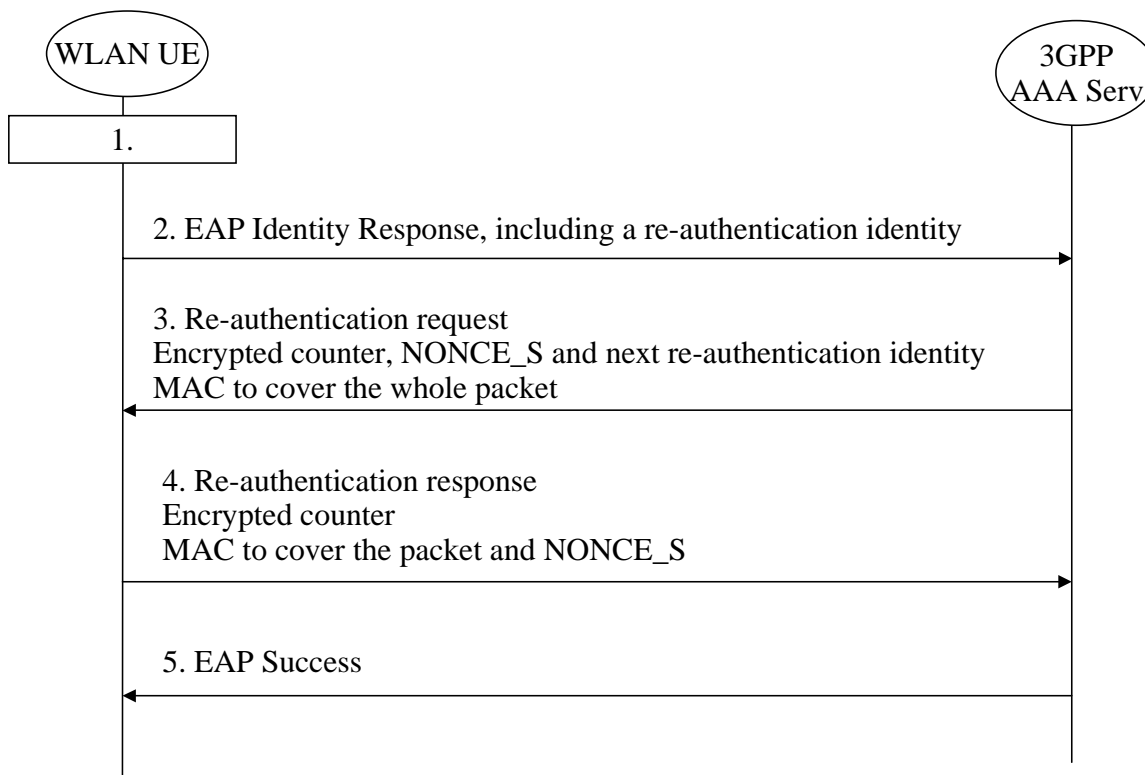 WLAN UE
3GPP
AAA Serv
1.
2. EAP Identity Response, including a re-authentication identity
3. Re-authentication request
Encrypted counter, NONCE_S and next re-authentication identity
MAC to cover the whole packet
4. Re-authentication response
Encrypted counter
MAC to cover the packet and NONCE_S
5. EAP Success